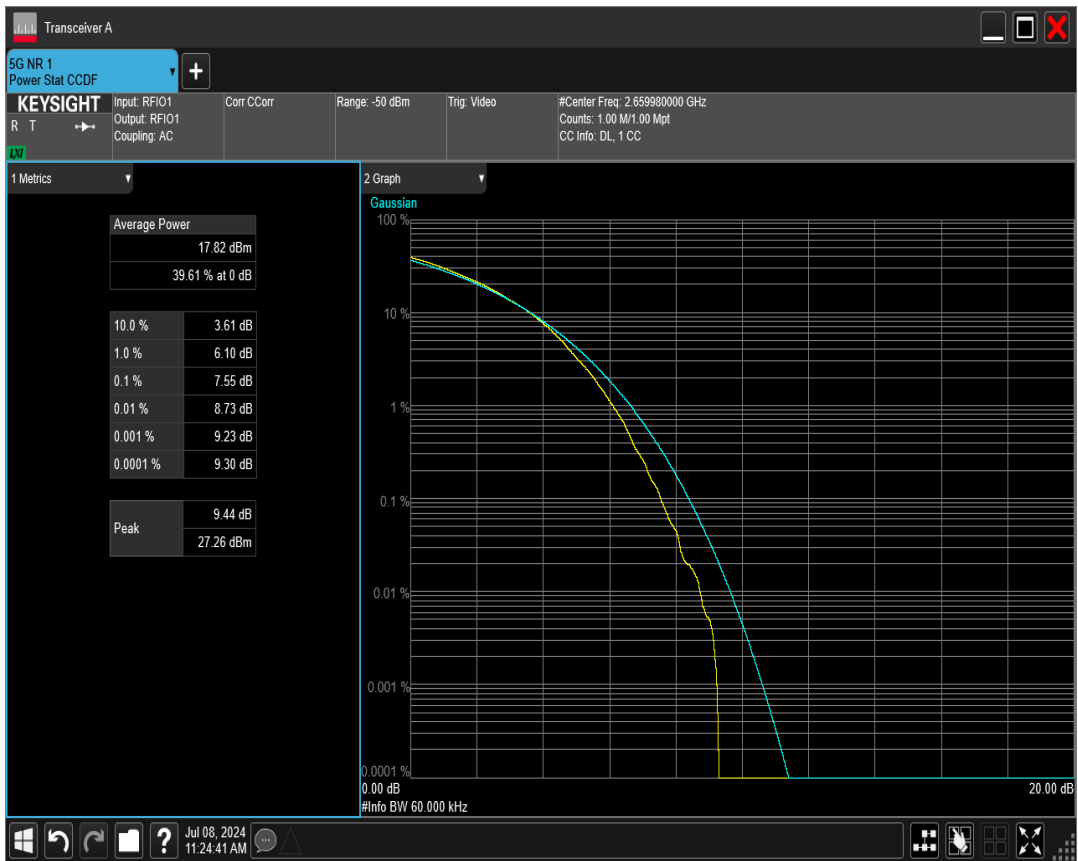 Transceiver A
5G NR 1
Power Stat CCDF
+
KEYSIGHT
R T
LXI
Input: RFIO1
Output: RFIO1
Coupling: AC
Corr CCorr
Range: -50 dBm
Trig: Video
#Center Freq: 2.659980000 GHz
Counts: 1.00 M/1.00 Mpt
CC Info: DL, 1 CC
1 Metrics
Average Power
17.82 dBm
39.61 % at 0 dB
10.0 % 3.61 dB
1.0 % 6.10 dB
0.1 % 7.55 dB
0.01 % 8.73 dB
0.001 % 9.23 dB
0.0001 % 9.30 dB
Peak
9.44 dB
27.26 dBm
2 Graph
Gaussian
100 %
10 %
1 %
0.1 %
0.01 %
0.001 %
0.0001 %
0.00 dB 20.00 dB
#Info BW 60.000 kHz
?
Jul 08, 2024
11:24:41 AM